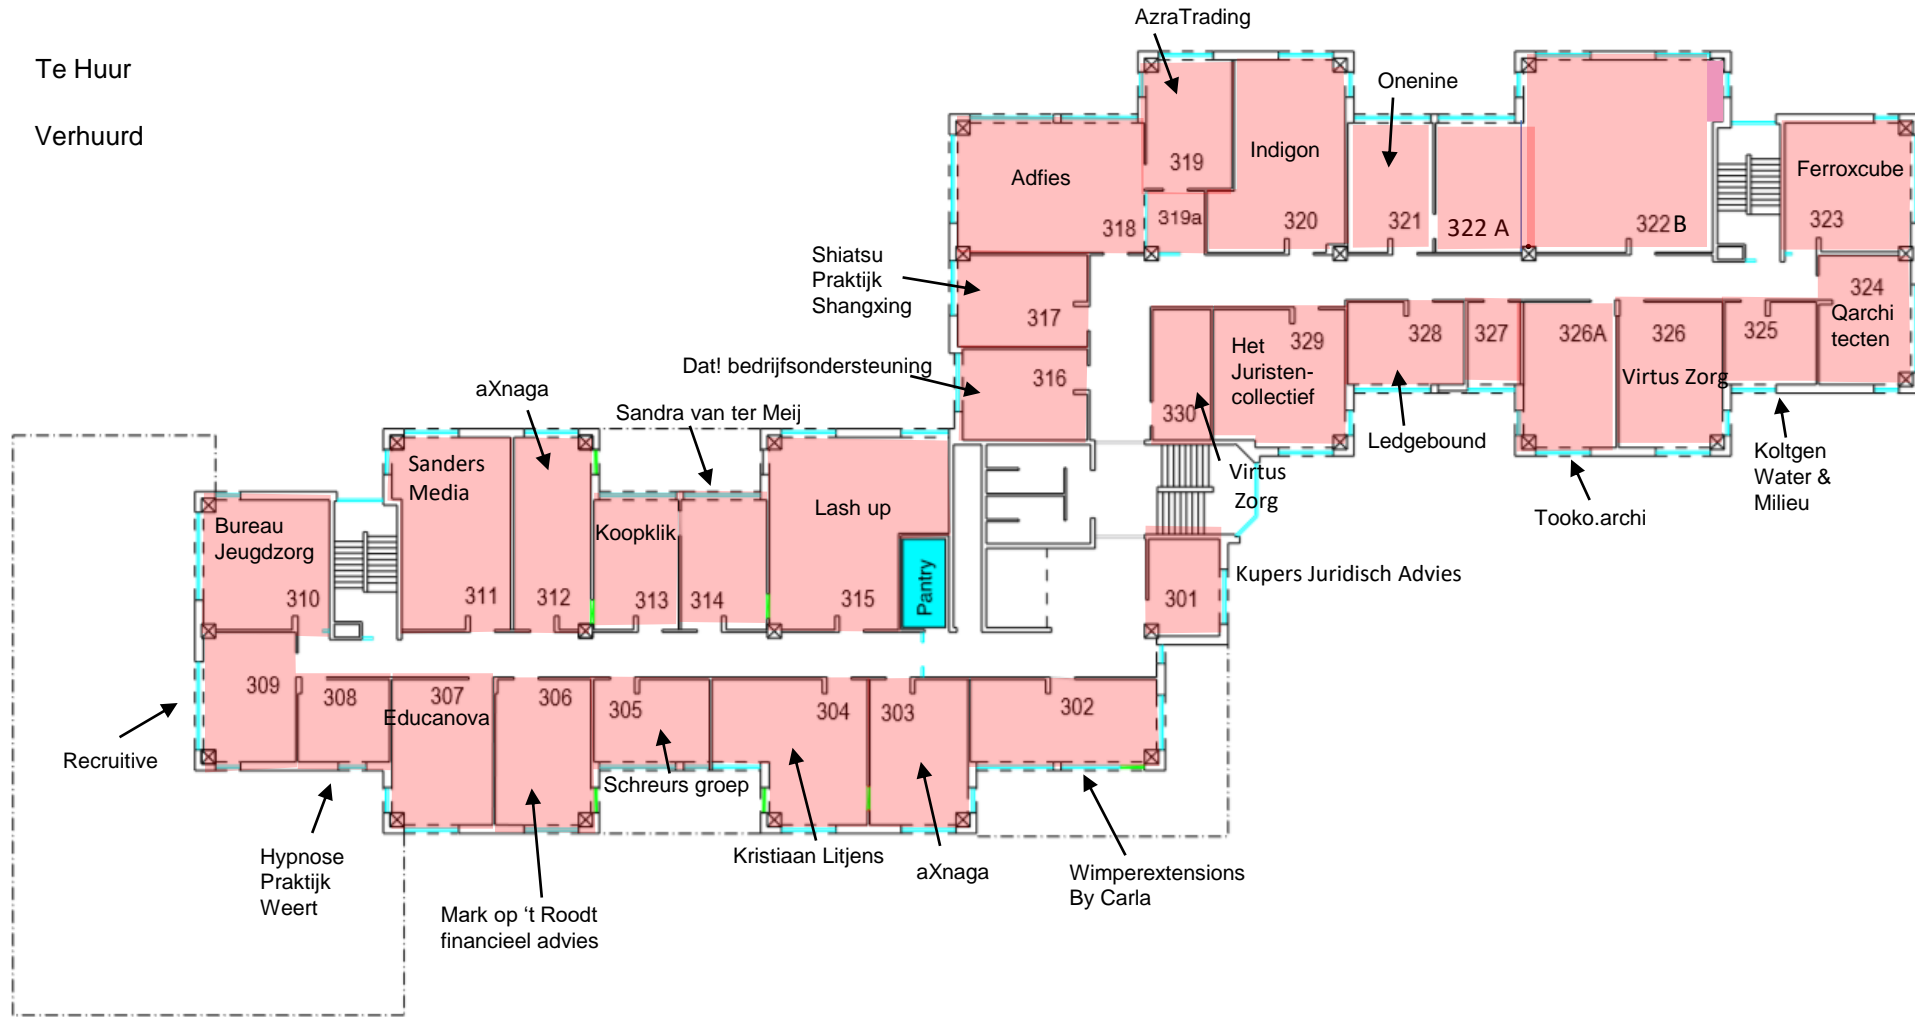 AzraTrading
Te Huur
Onenine
Verhuurd
319
Indigon
Adfies
Ferroxcube
319a
318
320
321
322 A
322 B
323
Shiatsu
Praktijk
Shangxing
317
324
Qarchi
tecten
Dat! bedrijfsondersteuning
316
330
Het
Juristen-
collectief
329
328
327
326A
326
Virtus Zorg
325
aXnaga
Sandra van ter Meij
Ledgebound
Koltgen
Water &
Milieu
Sanders
Media
Virtus
Zorg
Tooko.archi
Bureau
Jeugdzorg
Koopklik
Lash up
Pantry
310
311
312
313
314
315
301
Kupers Juridisch Advies
309
308
307
Educanova
306
305
304
303
302
Recruitive
Schreurs groep
Hypnose
Praktijk
Weert
Kristiaan Litjens
aXnaga
Wimperextensions
By Carla
Mark op ‘t Roodt
financieel advies